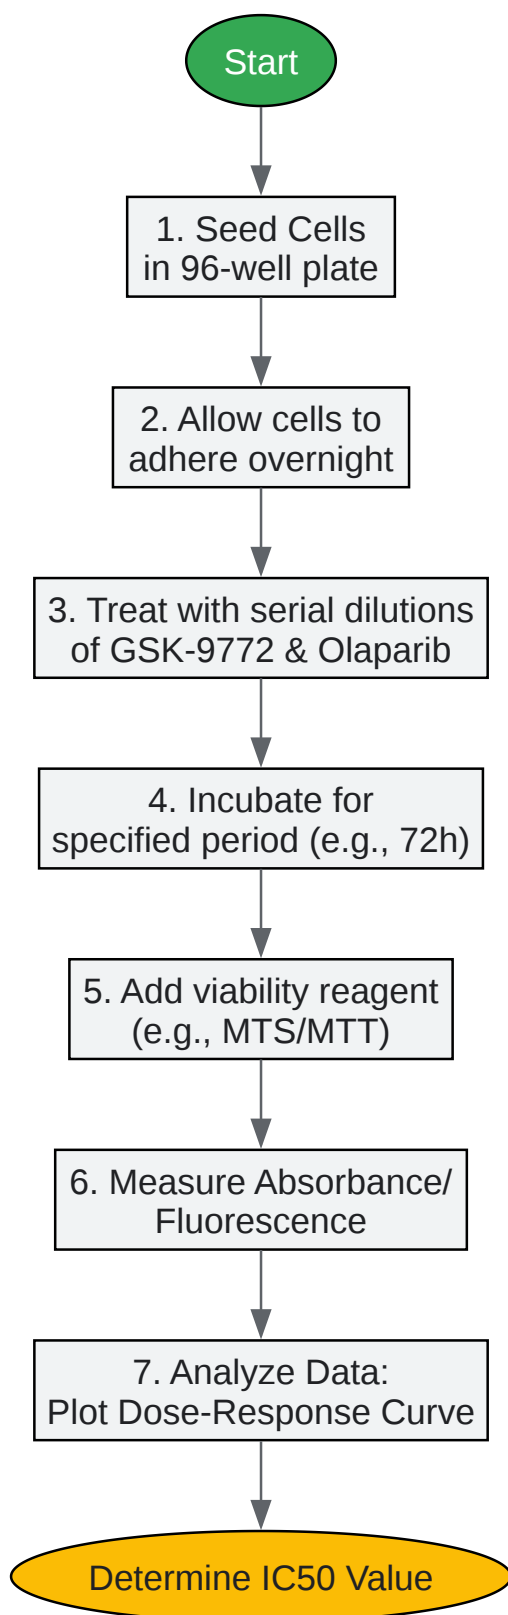 Start
1. Seed Cells
in 96-well plate
2. Allow cells to
adhere overnight
3. Treat with serial dilutions
of GSK-9772 & Olaparib
4. Incubate for
specified period (e.g., 72h)
5. Add viability reagent
(e.g., MTS/MTT)
6. Measure Absorbance/
Fluorescence
7. Analyze Data:
Plot Dose-Response Curve
Determine IC50 Value